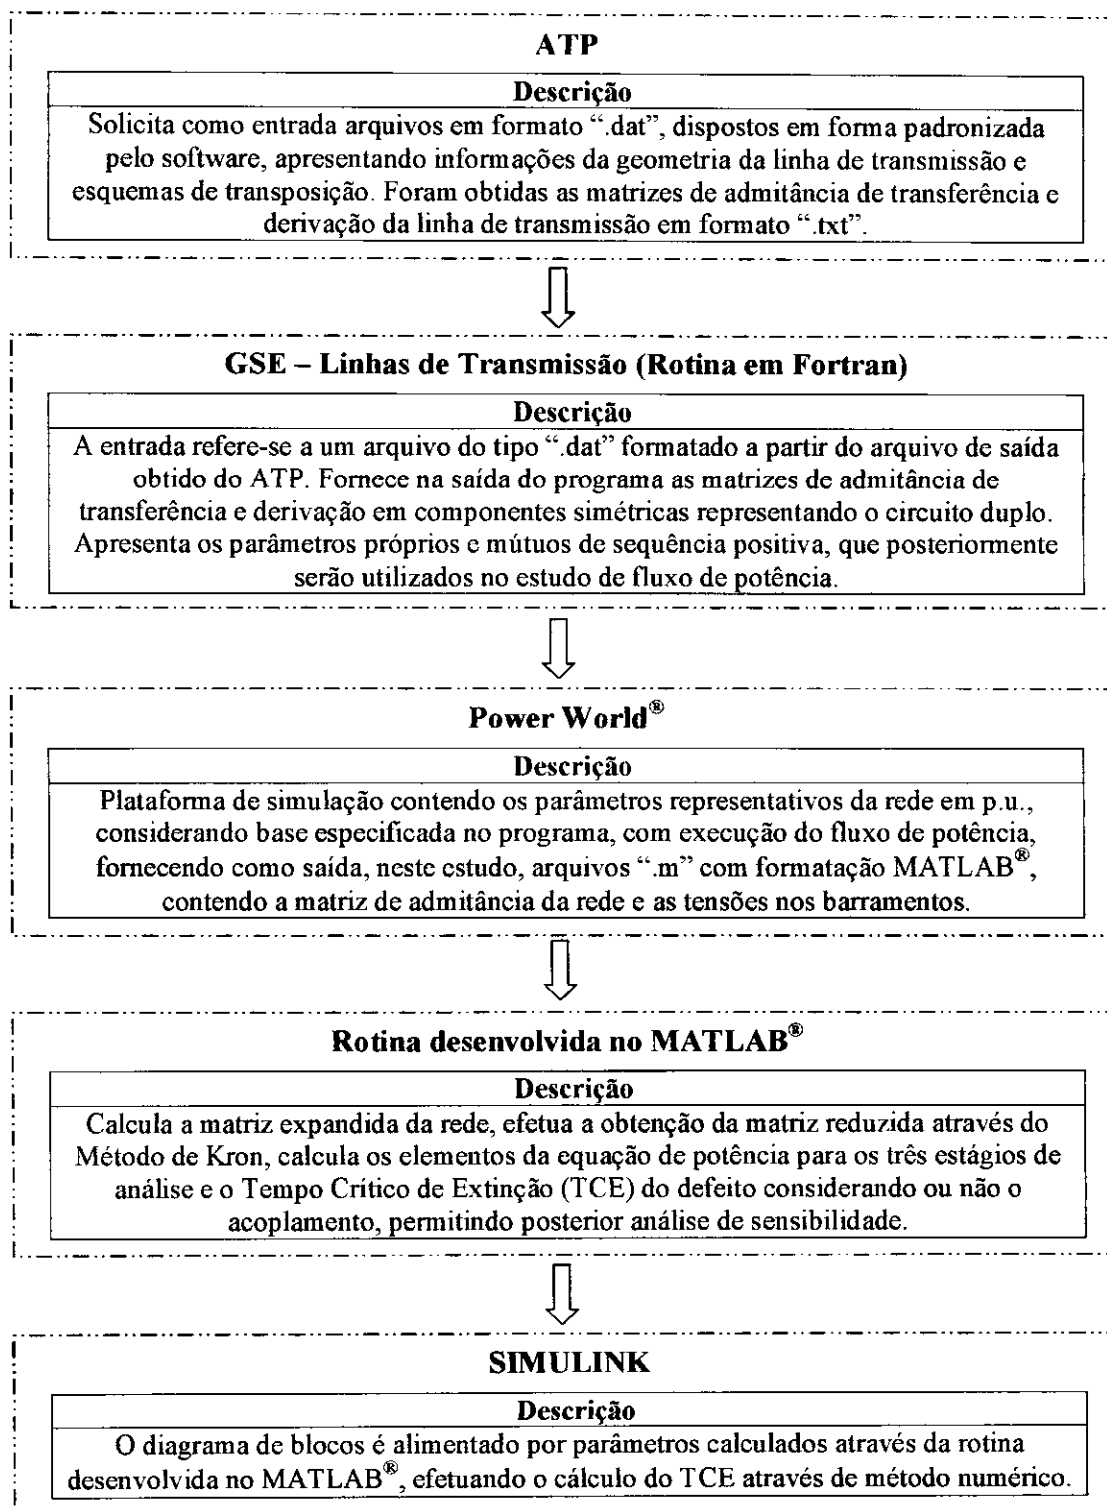 ATP
Descrição
Solicita como entrada arquivos em formato “.dat”, dispostos em forma padronizada
pelo software, apresentando informações da geometria da linha de transmissão e
esquemas de transposição. Foram obtidas as matrizes de admitância de transferência e
derivação da linha de transmissão em formato “.txt”.
GSE – Linhas de Transmissão (Rotina em Fortran)
Descrição
A entrada refere-se a um arquivo do tipo “.dat” formatado a partir do arquivo de saída
obtido do ATP. Fornece na saída do programa as matrizes de admitância de
transferência e derivação em componentes simétricas representando o circuito duplo.
Apresenta os parâmetros próprios e mútuos de sequência positiva, que posteriormente
serão utilizados no estudo de fluxo de potência.
Power World®
Descrição
Plataforma de simulação contendo os parâmetros representativos da rede em p.u.,
considerando base especificada no programa, com execução do fluxo de potência,
fornecendo como saída, neste estudo, arquivos “.m” com formatação MATLAB®,
contendo a matriz de admitância da rede e as tensões nos barramentos.
Rotina desenvolvida no MATLAB®
Descrição
Calcula a matriz expandida da rede, efetua a obtenção da matriz reduzida através do
Método de Kron, calcula os elementos da equação de potência para os três estágios de
análise e o Tempo Critico de Extinção (TCE) do defeito considerando ou não o
acoplamento, permitindo posterior análise de sensibilidade.
SIMULINK
Descrição
O diagrama de blocos é alimentado por parâmetros calculados através da rotina
desenvolvida no MATLAB®, efetuando o cálculo do TCE através de método numérico.